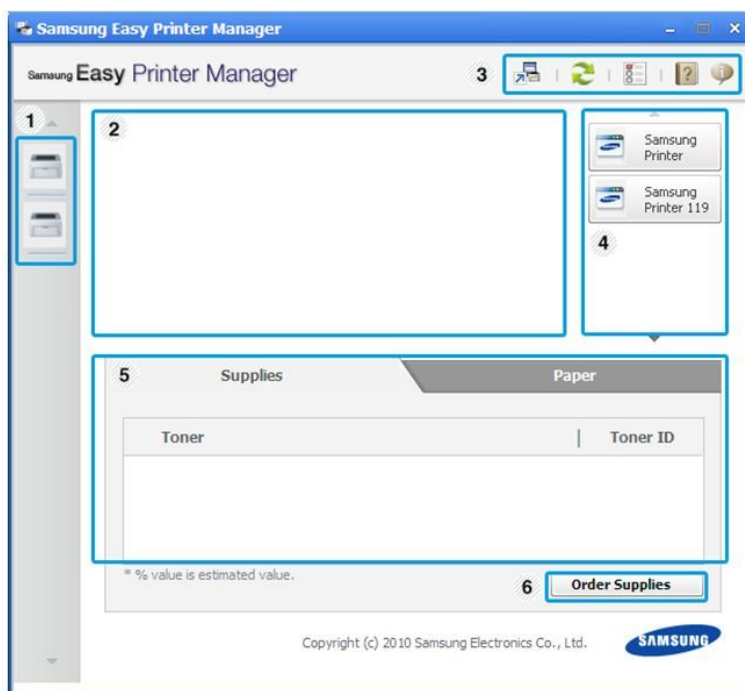 Samsung Easy Printer Manager
Samsung Easy Printer Manager
3
?
1
2
Samsung
Printer
Samsung
Printer 119
4
5 Supplies Paper
Toner Toner ID
* % value is estimated value.
6 Order Supplies
Copyright (c) 2010 Samsung Electronics Co., Ltd. SAMSUNG